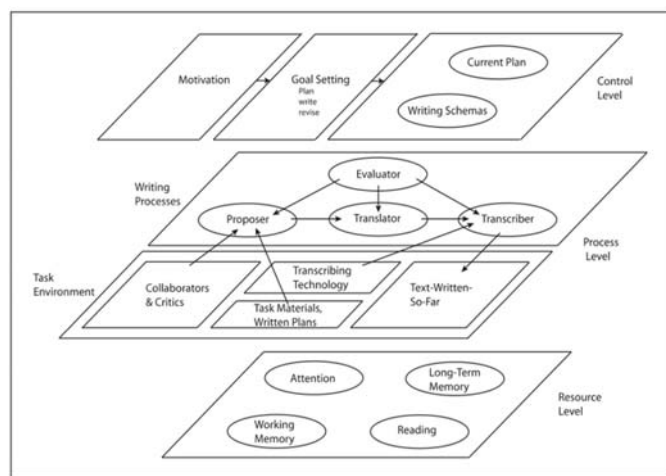 Motivation
Goal Setting
Plan
write
revise
Current Plan
Writing Schemas
Control
Level
Writing
Processes
Evaluator
Proposer
Translator
Transcriber
Process
Level
Task
Environment
Collaborators
& Critics
Transcribing
Technology
Task Materials,
Written Plans
Text-Written-
So-Far
Attention
Long-Term
Memory
Working
Memory
Reading
Resource
Level